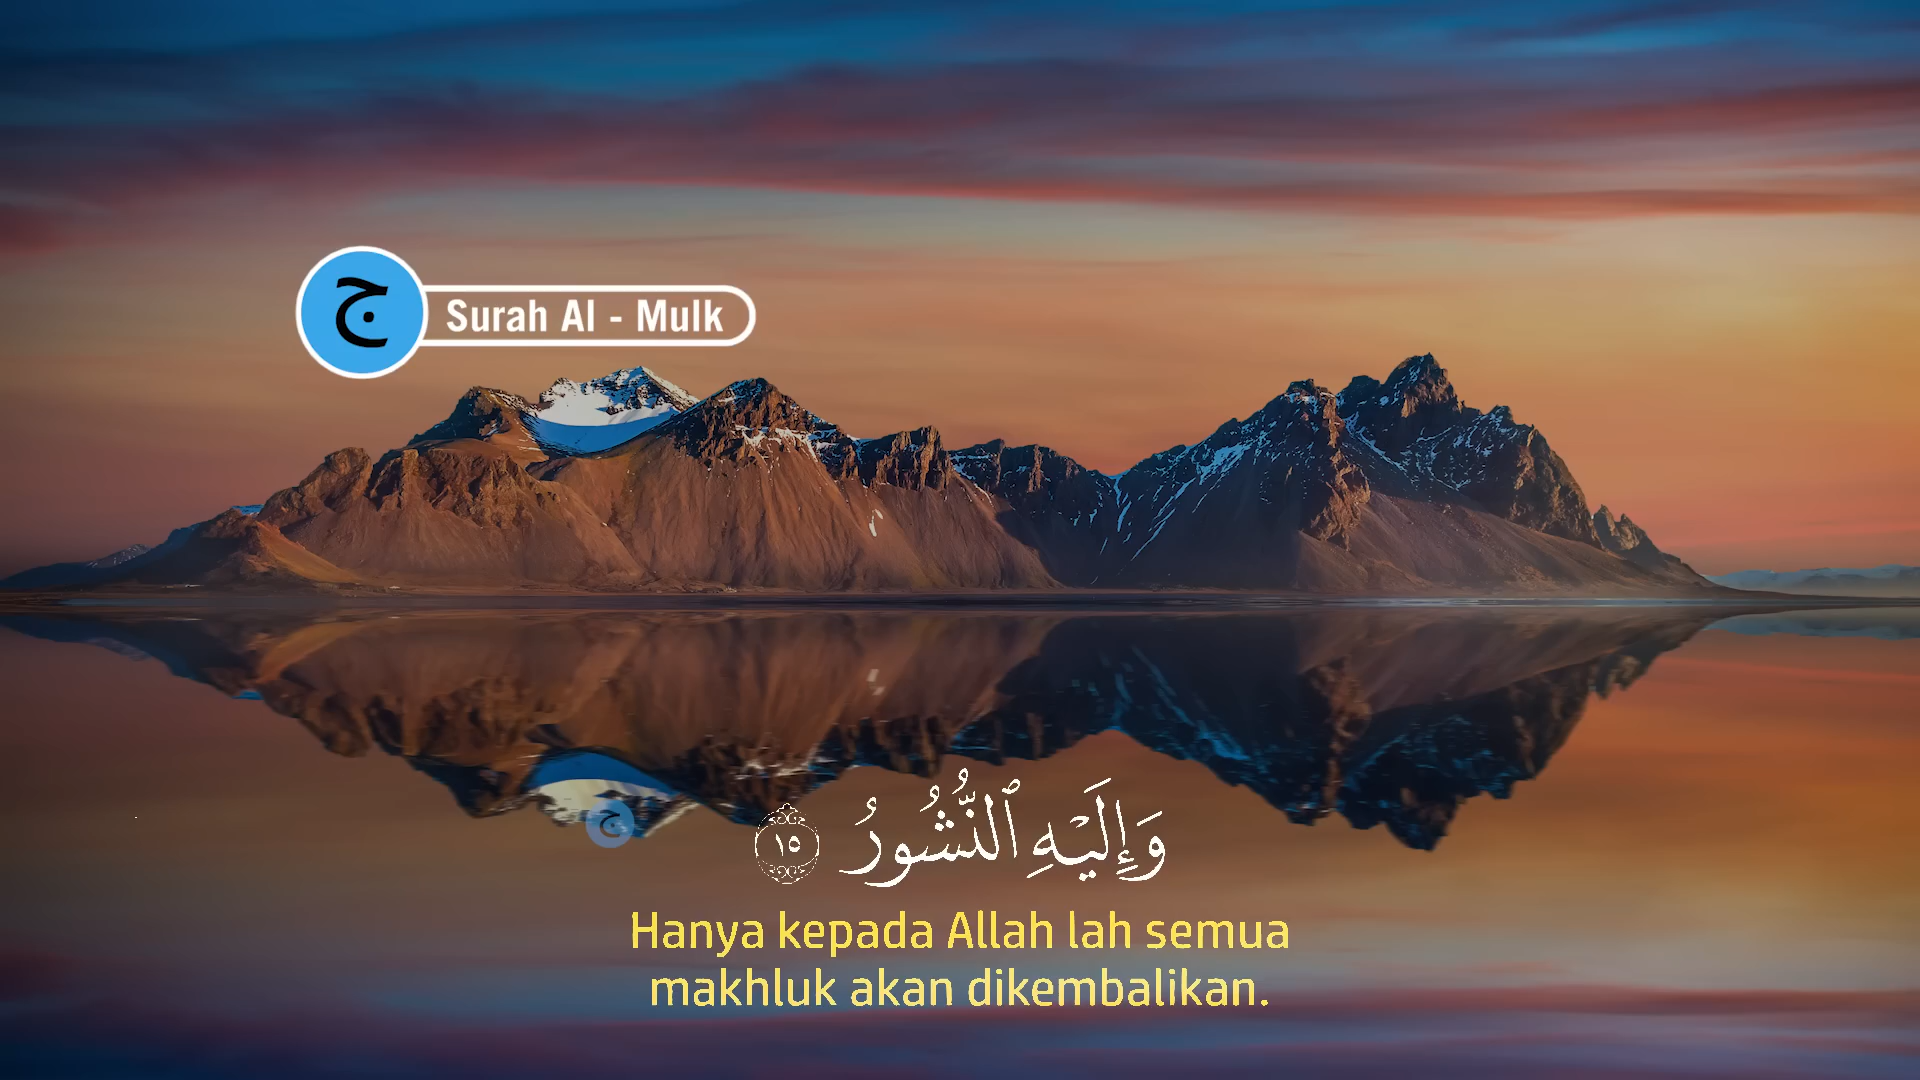 ج
Surah Al - Mulk
وَإِلَيْهِ ٱلنُّشُورُ ١٥
ج
Hanya kepada Allah lah semua
makhluk akan dikembalikan.